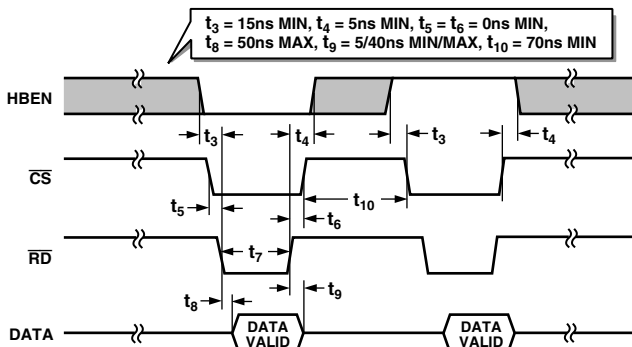 t3 = 15ns MIN, t4 = 5ns MIN, t5 = t6 = 0ns MIN,
t8 = 50ns MAX, t9 = 5/40ns MIN/MAX, t10 = 70ns MIN
HBEN
t3
t4
t3
t4
CS
t5
t10
t6
RD
t7
t8
t9
DATA
DATA
VALID
DATA
VALID